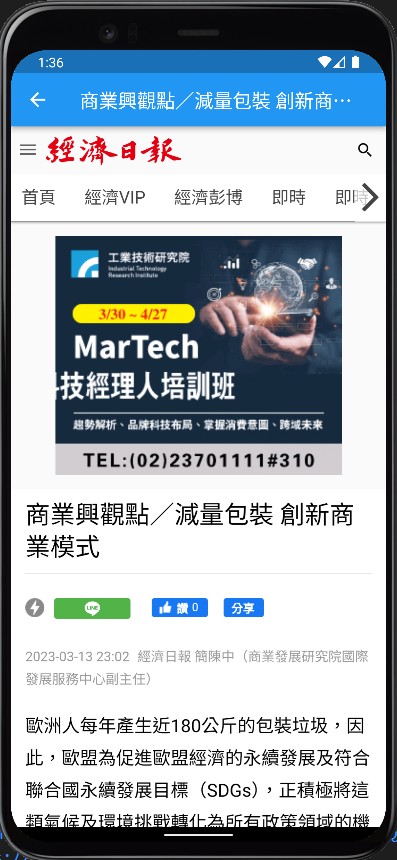 1:36
商業興觀點／減量包裝 創新商…
經濟日報
首頁 經濟VIP 經濟彭博 即時 即時
工業技術研究院
Industrial Technology
Research Institute
3/30 ~ 4/27
MarTech
科技經理人培訓班
趨勢解析、品牌科技布局、掌握消費意圖、跨域未來
TEL:(02)23701111#310
商業興觀點／減量包裝 創新商
業模式
LINE
讚 0 分享
2023-03-13 23:02 經濟日報 簡陳中（商業發展研究院國際
發展服務中心副主任）
歐洲人每年產生近180公斤的包裝垃圾，因
此，歐盟為促進歐盟經濟的永續發展及符合
聯合國永續發展目標（SDGs），正積極將這
類氣候及環境挑戰轉化為所有政策領域的機